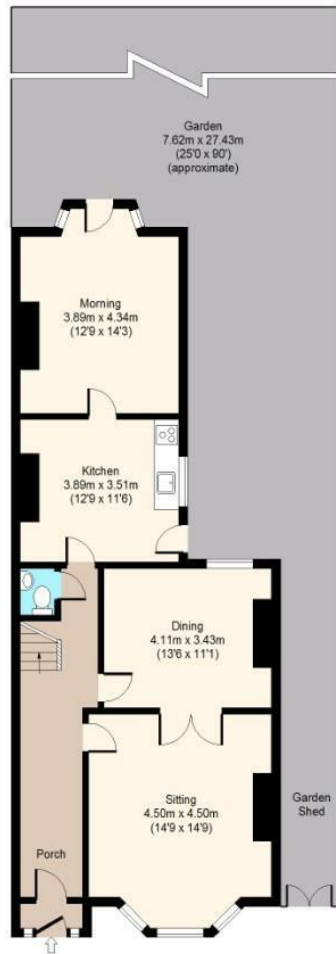 Garden
7.62m x 27.43m
(25'0 x 90')
(approximate)
Morning
3.89m x 4.34m
(12'9 x 14'3)
Kitchen
3.89m x 3.51m
(12'9 x 11'6)
Dining
4.11m x 3.43m
(13'6 x 11'1)
Sitting
4.50m x 4.50m
(14'9 x 14'9)
Garden
Shed
Porch